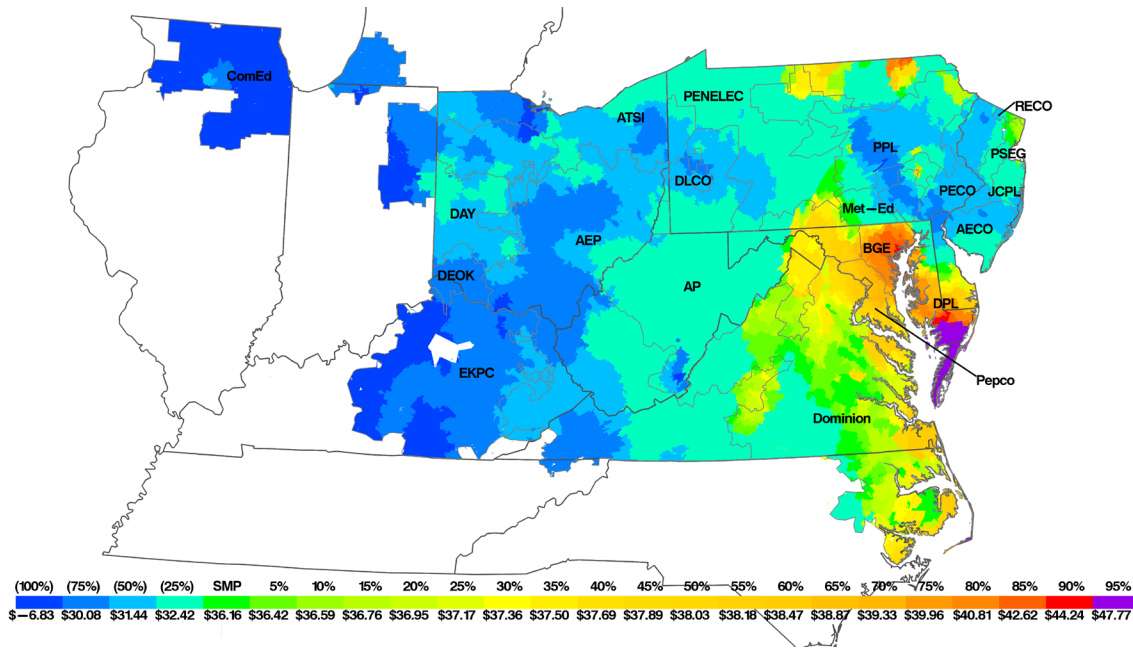 ComEd
RECO
PENELEC
ATSI
PPL
PSEG
DLCO
PECO
JCPL
Met-Ed
DAY
AECO
AEP
BGE
DEOK
AP
DPL
EKPC
Pepco
Dominion
(100%) (75%) (50%) (25%) SMP 5% 10% 15% 20% 25% 30% 35% 40% 45% 50% 55% 60% 65% 70% 75% 80% 85% 90% 95%
$-6.83 $30.08 $31.44 $32.42 $36.16 $36.42 $36.59 $36.76 $36.95 $37.17 $37.36 $37.50 $37.69 $37.89 $38.03 $38.18 $38.47 $38.87 $39.33 $39.96 $40.81 $42.62 $44.24 $47.77